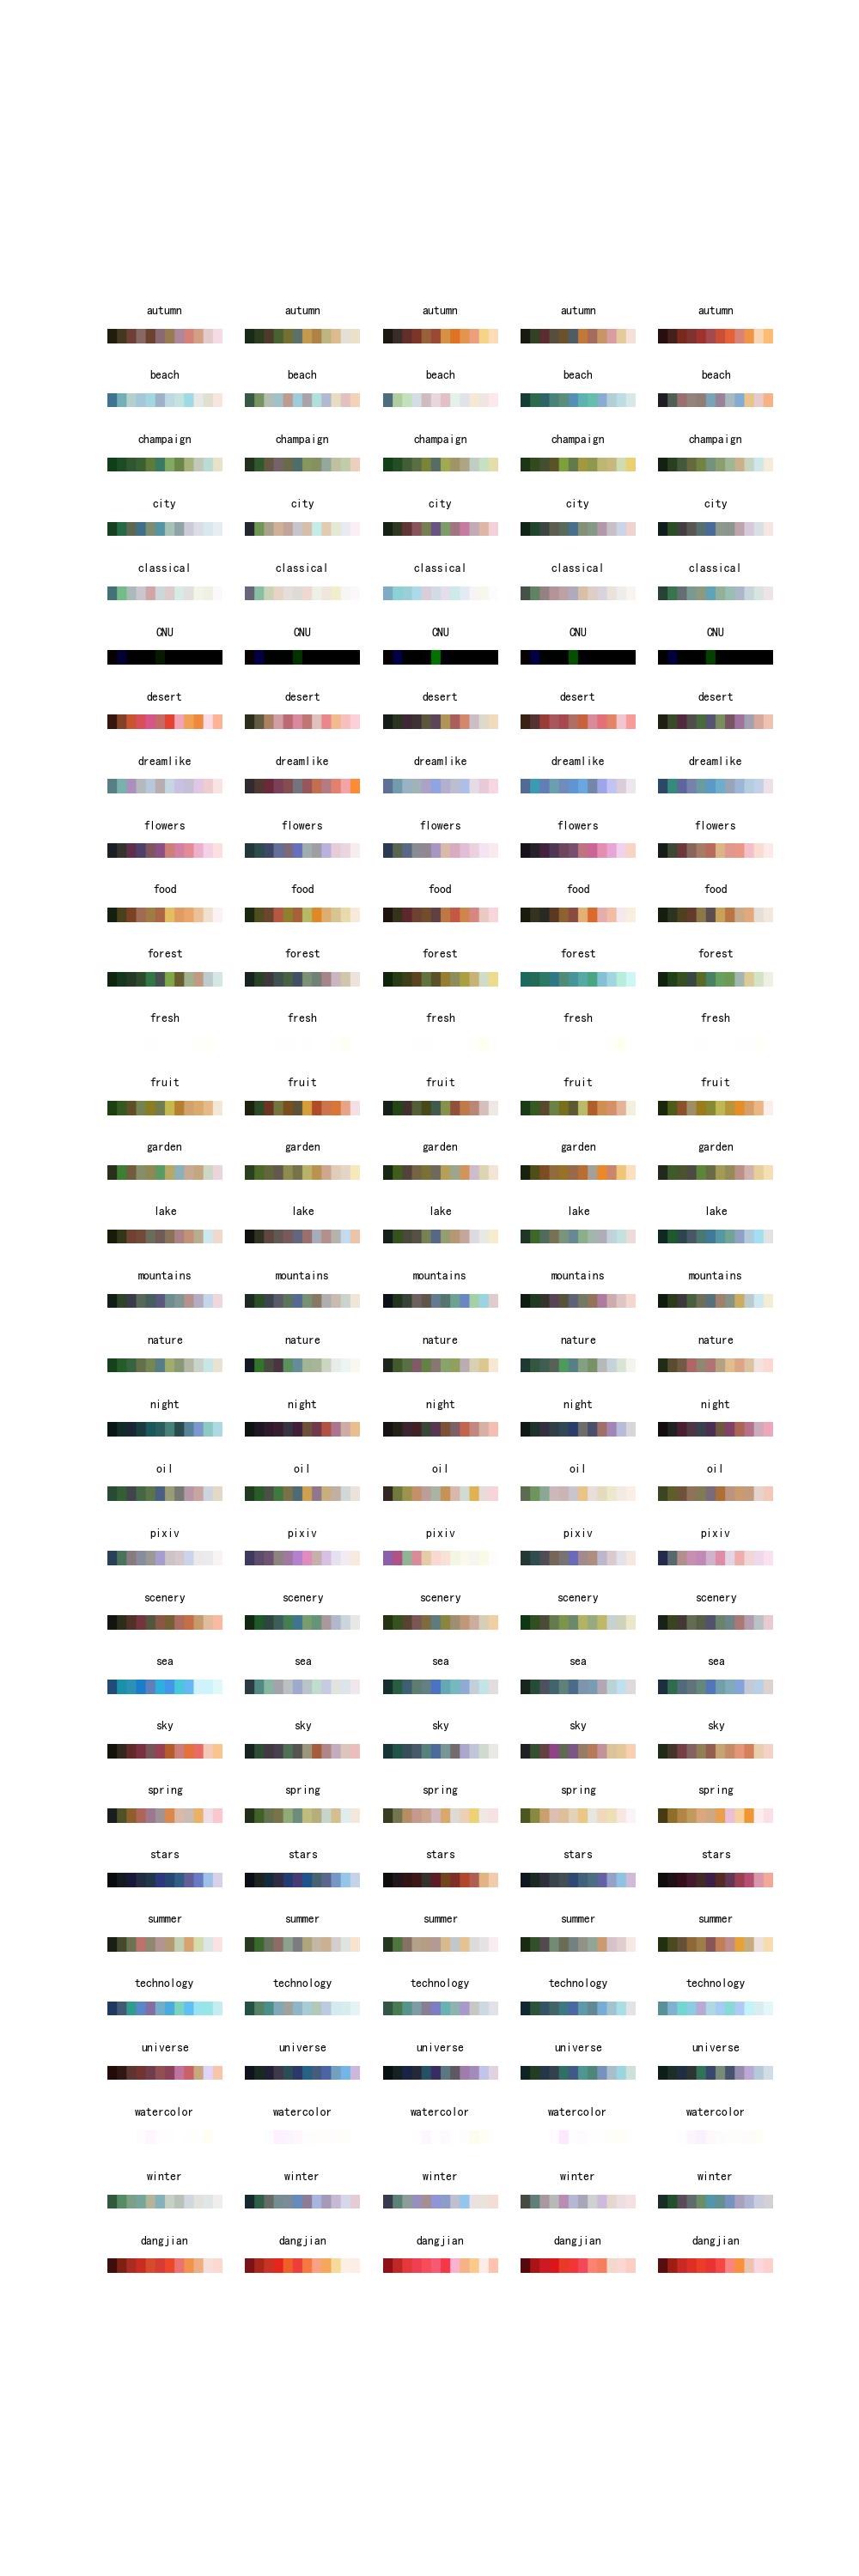 autumn autumn autumn autumn autumn
beach beach beach beach beach
champaign champaign champaign champaign champaign
city city city city city
classical classical classical classical classical
CNU CNU CNU CNU CNU
desert desert desert desert desert
dreamlike dreamlike dreamlike dreamlike dreamlike
flowers flowers flowers flowers flowers
food food food food food
forest forest forest forest forest
fresh fresh fresh fresh fresh
fruit fruit fruit fruit fruit
garden garden garden garden garden
lake lake lake lake lake
mountains mountains mountains mountains mountains
nature nature nature nature nature
night night night night night
oil oil oil oil oil
pixiv pixiv pixiv pixiv pixiv
scenery scenery scenery scenery scenery
sea sea sea sea sea
sky sky sky sky sky
spring spring spring spring spring
stars stars stars stars stars
summer summer summer summer summer
technology technology technology technology technology
universe universe universe universe universe
watercolor watercolor watercolor watercolor watercolor
winter winter winter winter winter
dangjian dangjian dangjian dangjian dangjian